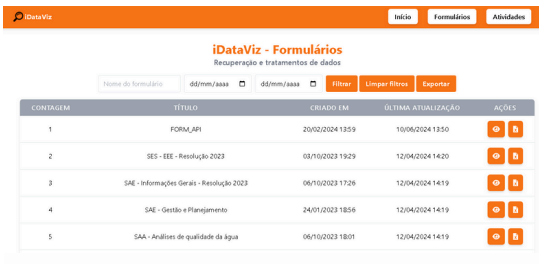 iDataViz
Início
Formulários
Atividades
iDataViz - Formulários
Recuperação e tratamentos de dados
Nome do formulário dd/mm/aaaa dd/mm/aaaa Filtrar Limpar filtros Exportar
CONTAGEM TÍTULO CRIADO EM ÚLTIMA ATUALIZAÇÃO AÇÕES
1 FORM_API 20/02/2024 13:59 10/06/2024 13:50
2 SES - EEE - Resolução 2023 03/10/2023 19:29 12/04/2024 14:20
3 SAE - Informações Gerais - Resolução 2023 06/10/2023 17:26 12/04/2024 14:19
4 SAE - Gestão e Planejamento 24/01/2023 18:56 12/04/2024 14:19
5 SAA - Análises de qualidade da água 06/10/2023 18:01 12/04/2024 14:19